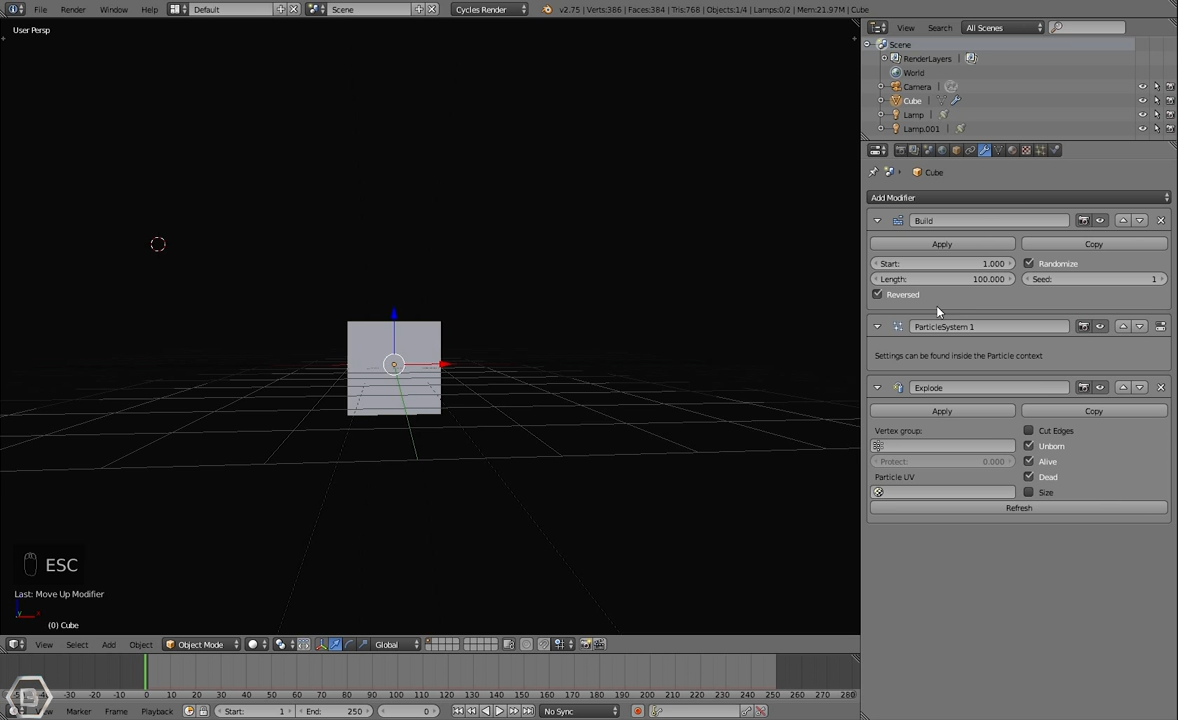 File Render Window Help Default Scene Cycles Render v2.75 | Verts:386 | Faces:384 | Tris:768 | Objects:1/4 | Lamps:0/2 | Mem:21.97M | Cube
User Persp
View Search All Scenes
Scene
RenderLayers
World
Camera
Cube
Lamp
Lamp.001
Cube
Add Modifier
Build
Apply Copy
Start: 1.000 Randomize
Length: 100.000 Seed: 1
Reversed
ParticleSystem 1
Settings can be found inside the Particle context
Explode
Apply Copy
Vertex group: Cut Edges
Unborn
Protect: 0.000 Alive
Particle UV Dead
Size
Refresh
ESC
Last: Move Up Modifier
(0) Cube
View Select Add Object Object Mode Global
-30 -20 -10 0 10 20 30 40 50 60 70 80 90 100 110 120 130 140 150 160 170 180 190 200 210 220 230 240 250 260 270 280
Marker Frame Playback Start: 1 End: 250 0 No Sync